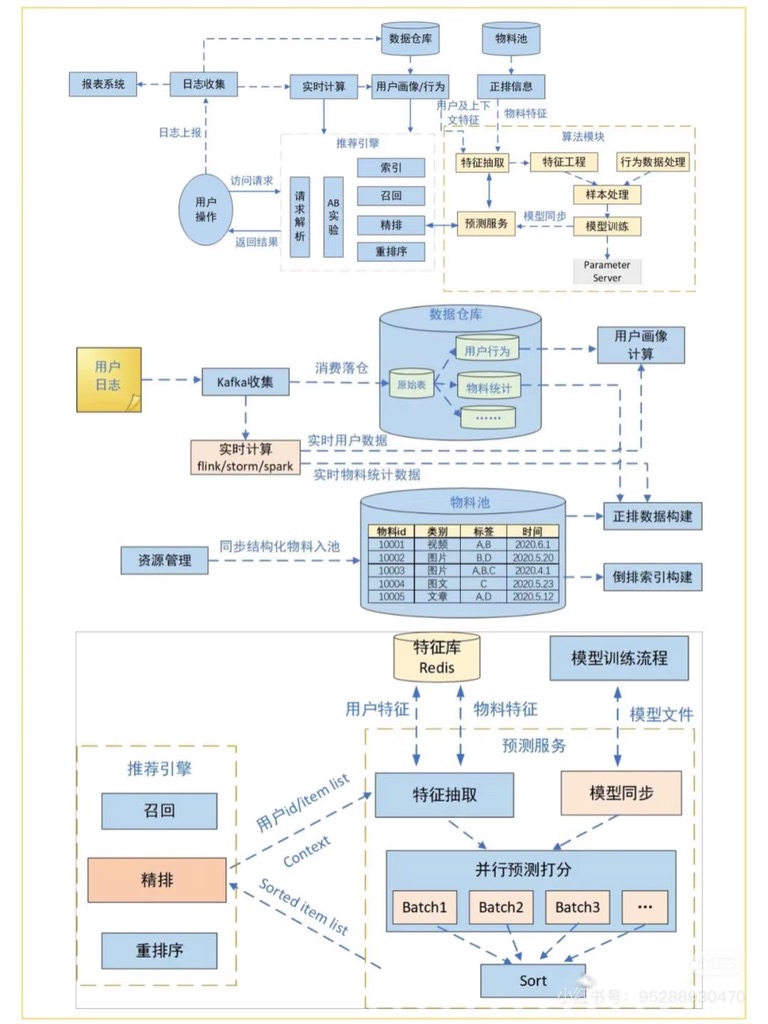 数据仓库
物料池
报表系统
日志收集
实时计算
用户画像/行为
正排信息
用户及上下
文特征
物料特征
日志上报
推荐引擎
算法模块
索引
特征抽取
特征工程
行为数据处理
访问请求
用户
操作
请求解析
AB
实验
召回
样本处理
精排
预测服务
模型同步
模型训练
返回结果
重排序
Parameter
Server
数据仓库
用户行为
用户画像
计算
用户
日志
Kafka收集
消费落仓
原始表
物料统计
……
实时计算
flink/storm/spark
实时用户数据
实时物料统计数据
物料池
正排数据构建
物料id 类别 标签 时间
10001 视频 A,B 2020.6.1
10002 图片 B,D 2020.5.20
10003 图片 A,B,C 2020.4.1
10004 图文 C 2020.5.23
10005 文章 A,D 2020.5.12
资源管理
同步结构化物料入池
倒排索引构建
特征库
Redis
模型训练流程
用户特征
物料特征
模型文件
预测服务
推荐引擎
召回
精排
重排序
用户id/item list
Context
Sorted item list
特征抽取
模型同步
并行预测打分
Batch1
Batch2
Batch3
…
Sort
小红书号：95288930470